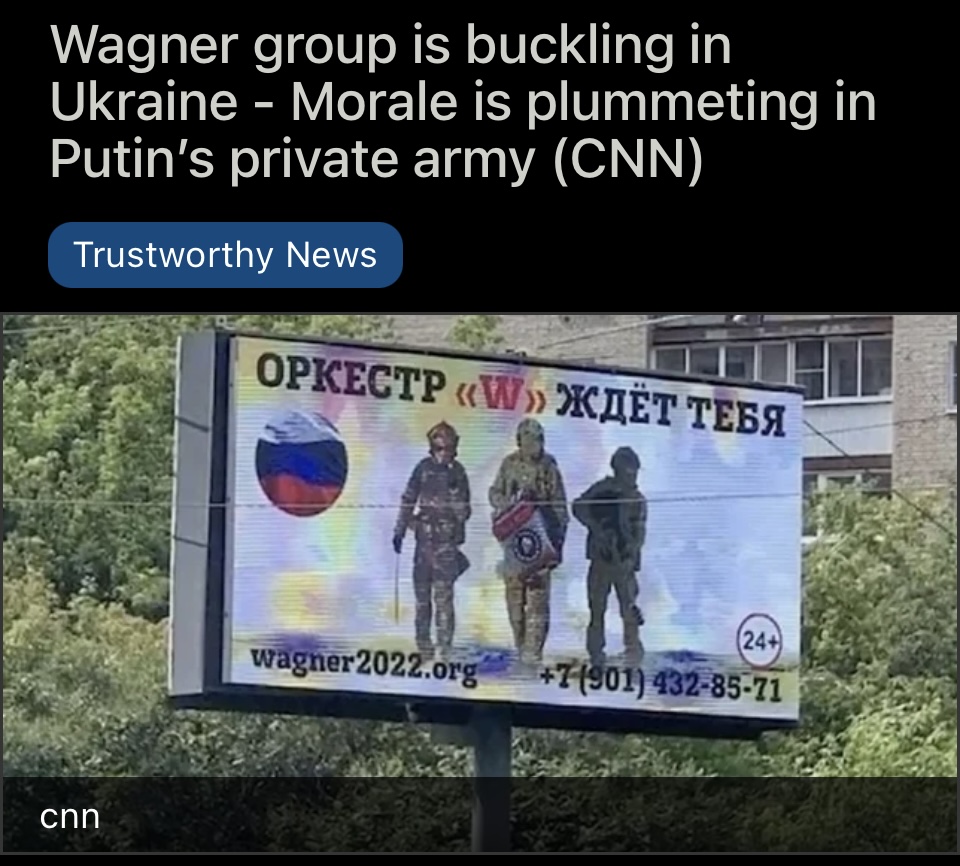 Wagner group is buckling in
Ukraine - Morale is plummeting in
Putin’s private army (CNN)
Trustworthy News
ОРКЕСТР «W» ЖДЁТ ТЕБЯ
24+
wagner2022.org +7 (901) 432-85-71
cnn